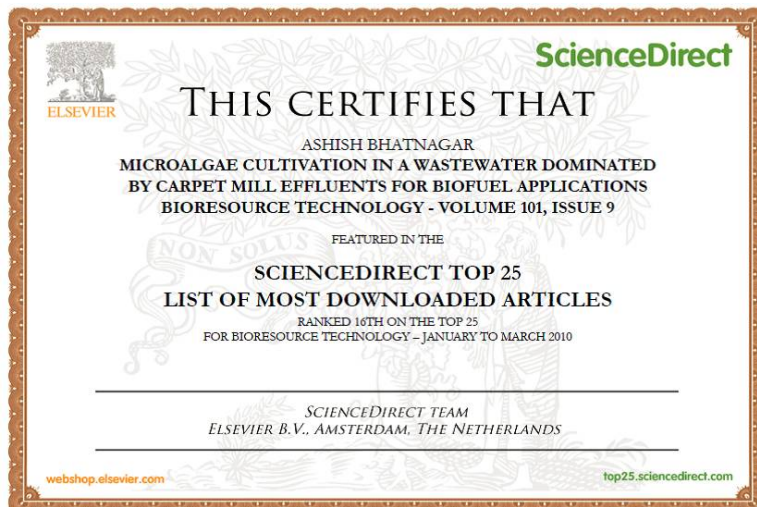 ScienceDirect
ELSEVIER
THIS CERTIFIES THAT
ASHISH BHATNAGAR
MICROALGAE CULTIVATION IN A WASTEWATER DOMINATED
BY CARPET MILL EFFLUENTS FOR BIOFUEL APPLICATIONS
BIORESOURCE TECHNOLOGY - VOLUME 101, ISSUE 9
NON SOLUS
FEATURED IN THE
SCIENCEDIRECT TOP 25
LIST OF MOST DOWNLOADED ARTICLES
RANKED 16TH ON THE TOP 25
FOR BIORESOURCE TECHNOLOGY – JANUARY TO MARCH 2010
SCIENCEDIRECT TEAM
ELSEVIER B.V., AMSTERDAM, THE NETHERLANDS
webshop.elsevier.com
top25.sciencedirect.com